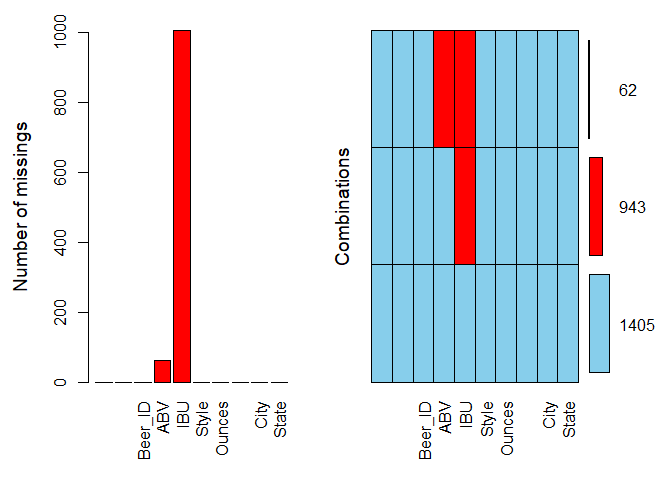 Number of missings
0
200
400
600
800
1000
Beer_ID
ABV
IBU
Style
Ounces
City
State
Combinations
Beer_ID
ABV
IBU
Style
Ounces
City
State
62
943
1405